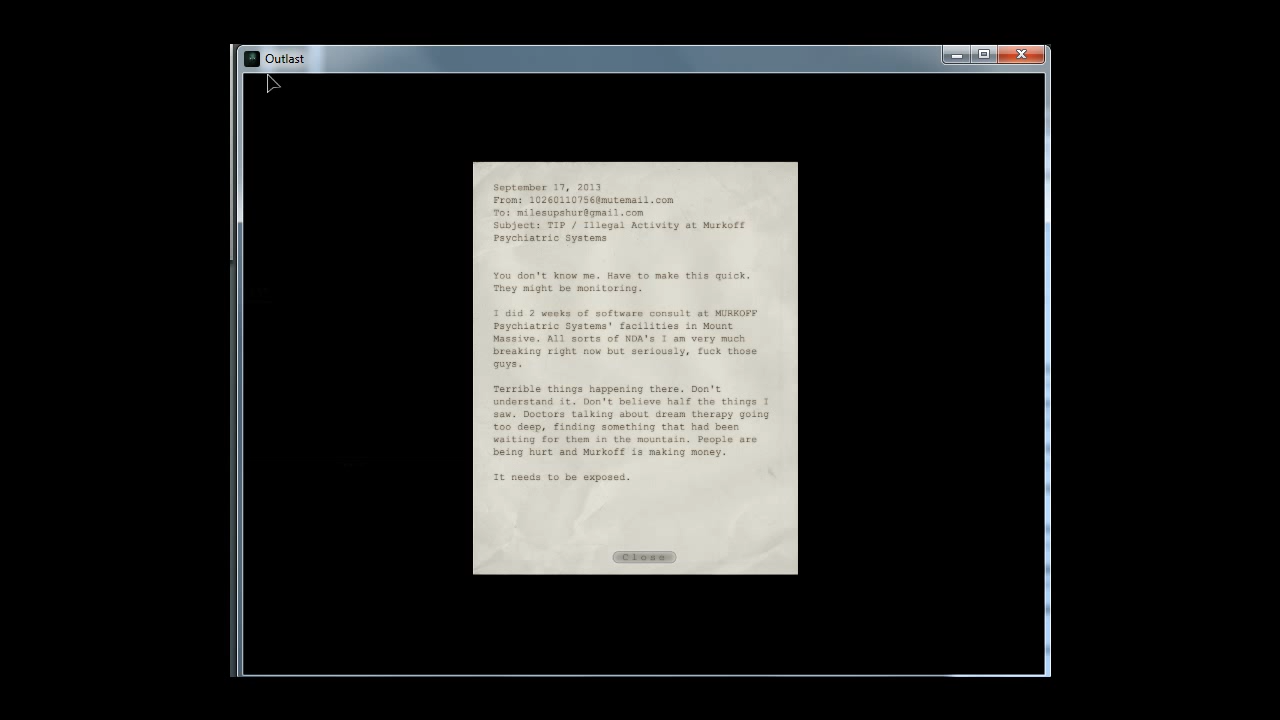 Outlast
September 17, 2013
From: 10260110756@mutemail.com
To: milesupshur@gmail.com
Subject: TIP / Illegal Activity at Murkoff
Psychiatric Systems
You don't know me. Have to make this quick.
They might be monitoring.
I did 2 weeks of software consult at MURKOFF
Psychiatric Systems' facilities in Mount
Massive. All sorts of NDA's I am very much
breaking right now but seriously, fuck those
guys.
Terrible things happening there. Don't
understand it. Don't believe half the things I
saw. Doctors talking about dream therapy going
too deep, finding something that had been
waiting for them in the mountain. People are
being hurt and Murkoff is making money.
It needs to be exposed.
Close